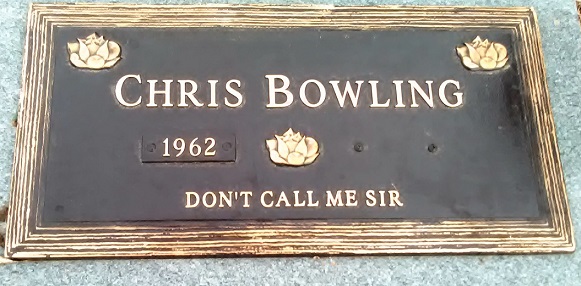 CHRIS BOWLING
1962
DON'T CALL ME SIR